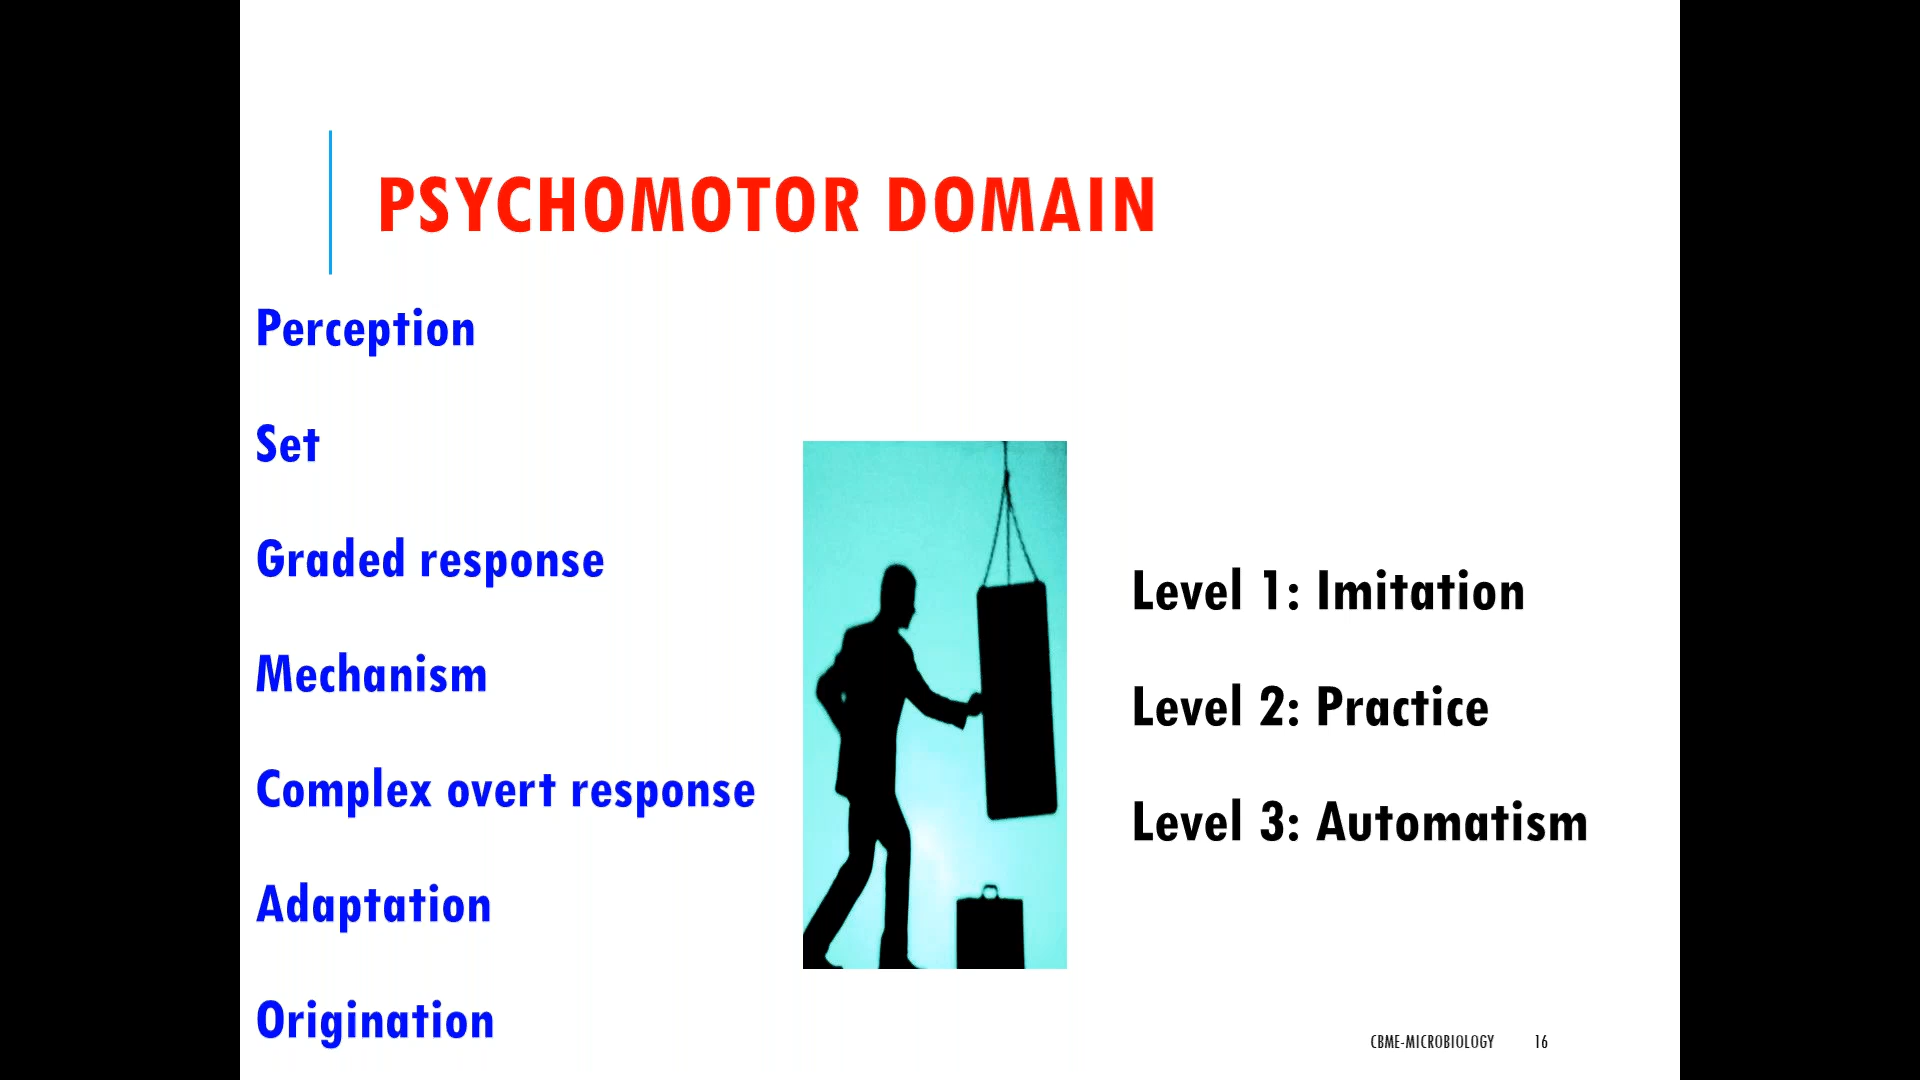 PSYCHOMOTOR DOMAIN
Perception
Set
Graded response
Mechanism
Complex overt response
Adaptation
Origination
Level 1: Imitation
Level 2: Practice
Level 3: Automatism
CBME-MICROBIOLOGY 16